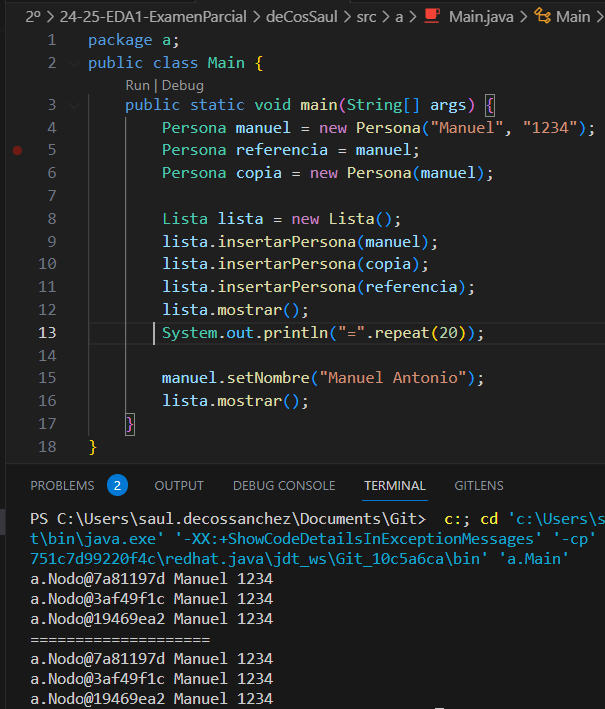 2º > 24-25-EDA1-ExamenParcial > deCosSaul > src > a > Main.java > Main >
1 package a;
2 public class Main {
Run | Debug
3 public static void main(String[] args) {
4 Persona manuel = new Persona("Manuel", "1234");
5 Persona referencia = manuel;
6 Persona copia = new Persona(manuel);
7
8 Lista lista = new Lista();
9 lista.insertarPersona(manuel);
10 lista.insertarPersona(copia);
11 lista.insertarPersona(referencia);
12 lista.mostrar();
13 System.out.println("=".repeat(20));
14
15 manuel.setNombre("Manuel Antonio");
16 lista.mostrar();
17 }
18 }
PROBLEMS 2 OUTPUT DEBUG CONSOLE TERMINAL GITLENS
PS C:\Users\saul.decossanchez\Documents\Git> c:; cd 'c:\Users\s
t\bin\java.exe' '-XX:+ShowCodeDetailsInExceptionMessages' '-cp'
751c7d99220f4c\redhat.java\jdt_ws\Git_10c5a6ca\bin' 'a.Main'
a.Nodo@7a81197d Manuel 1234
a.Nodo@3af49f1c Manuel 1234
a.Nodo@19469ea2 Manuel 1234
====================
a.Nodo@7a81197d Manuel 1234
a.Nodo@3af49f1c Manuel 1234
a.Nodo@19469ea2 Manuel 1234